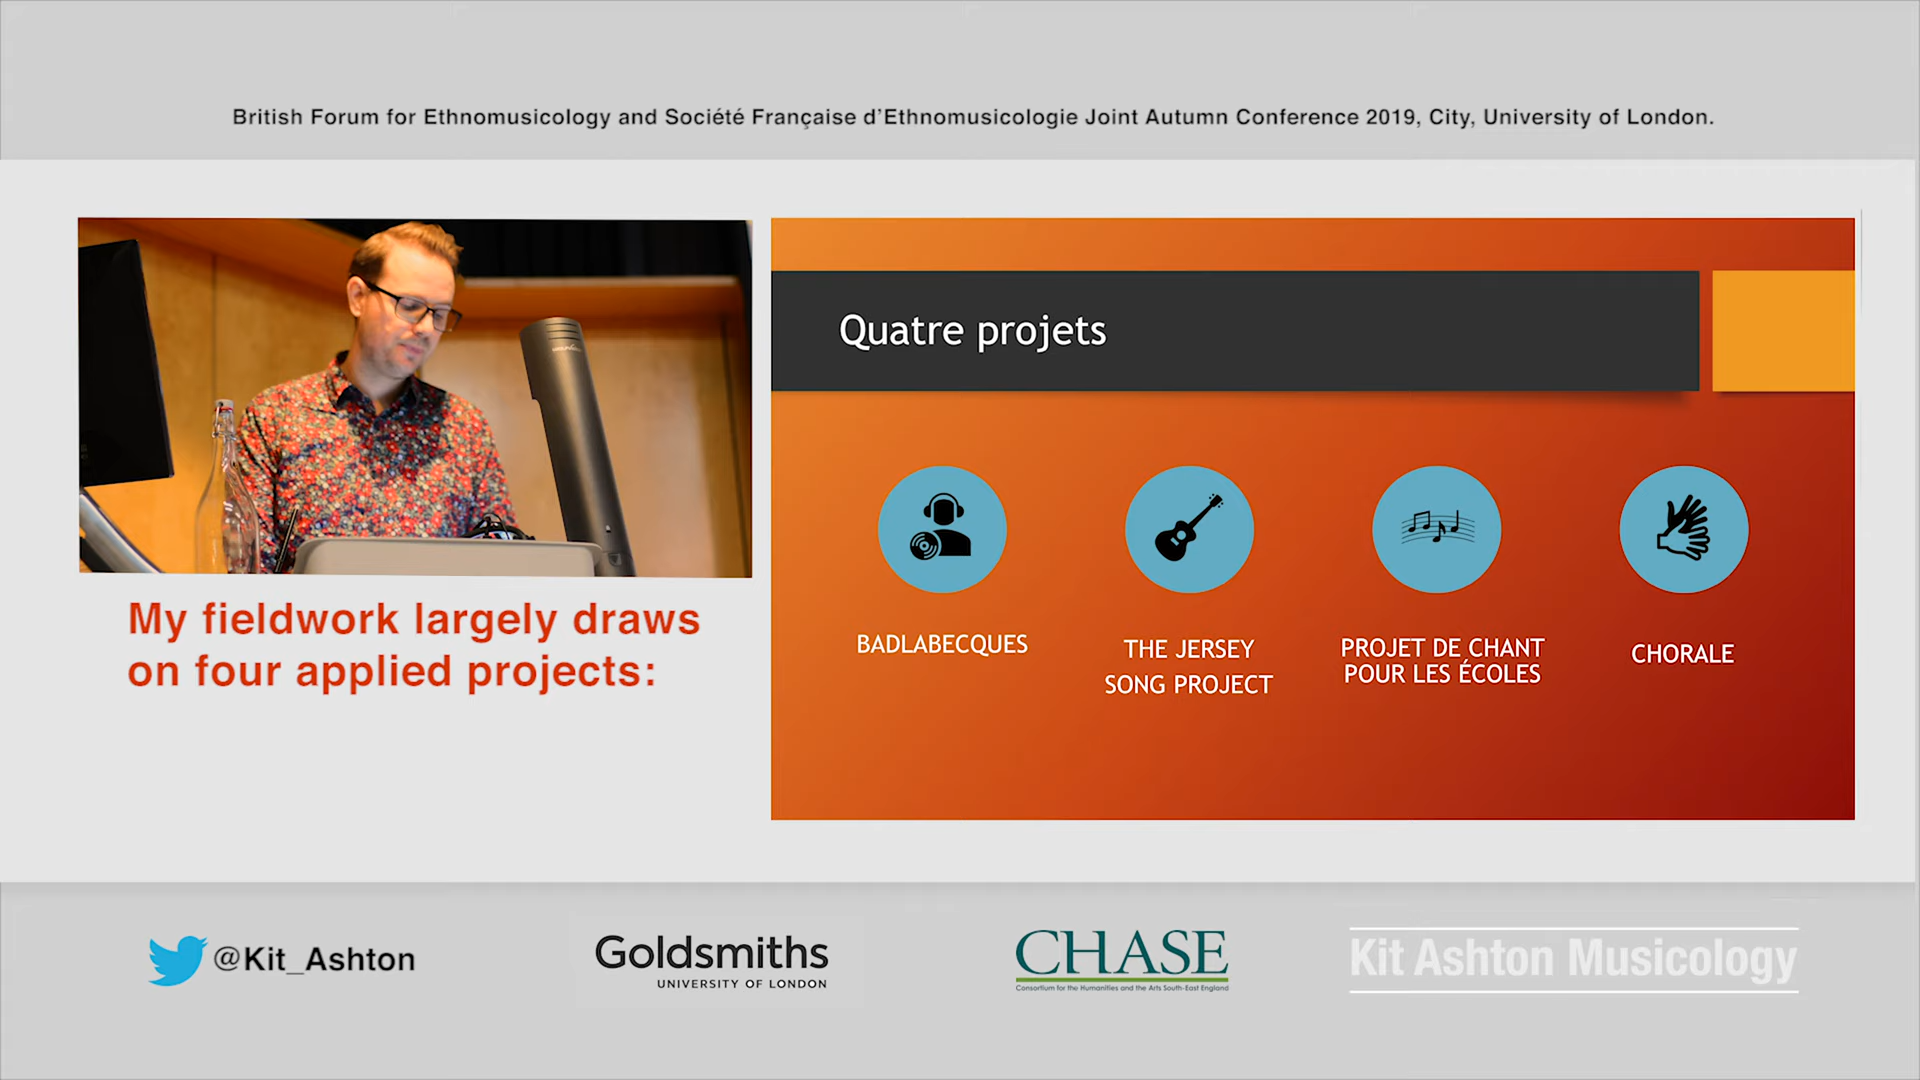 British Forum for Ethnomusicology and Société Française d'Ethnomusicologie Joint Autumn Conference 2019, City, University of London.
Quatre projets
My fieldwork largely draws
on four applied projects:
BADLABECQUES
THE JERSEY
SONG PROJECT
PROJET DE CHANT
POUR LES ÉCOLES
CHORALE
@Kit_Ashton
Goldsmiths
UNIVERSITY OF LONDON
CHASE
Consortium for the Humanities and the Arts South-East England
Kit Ashton Musicology